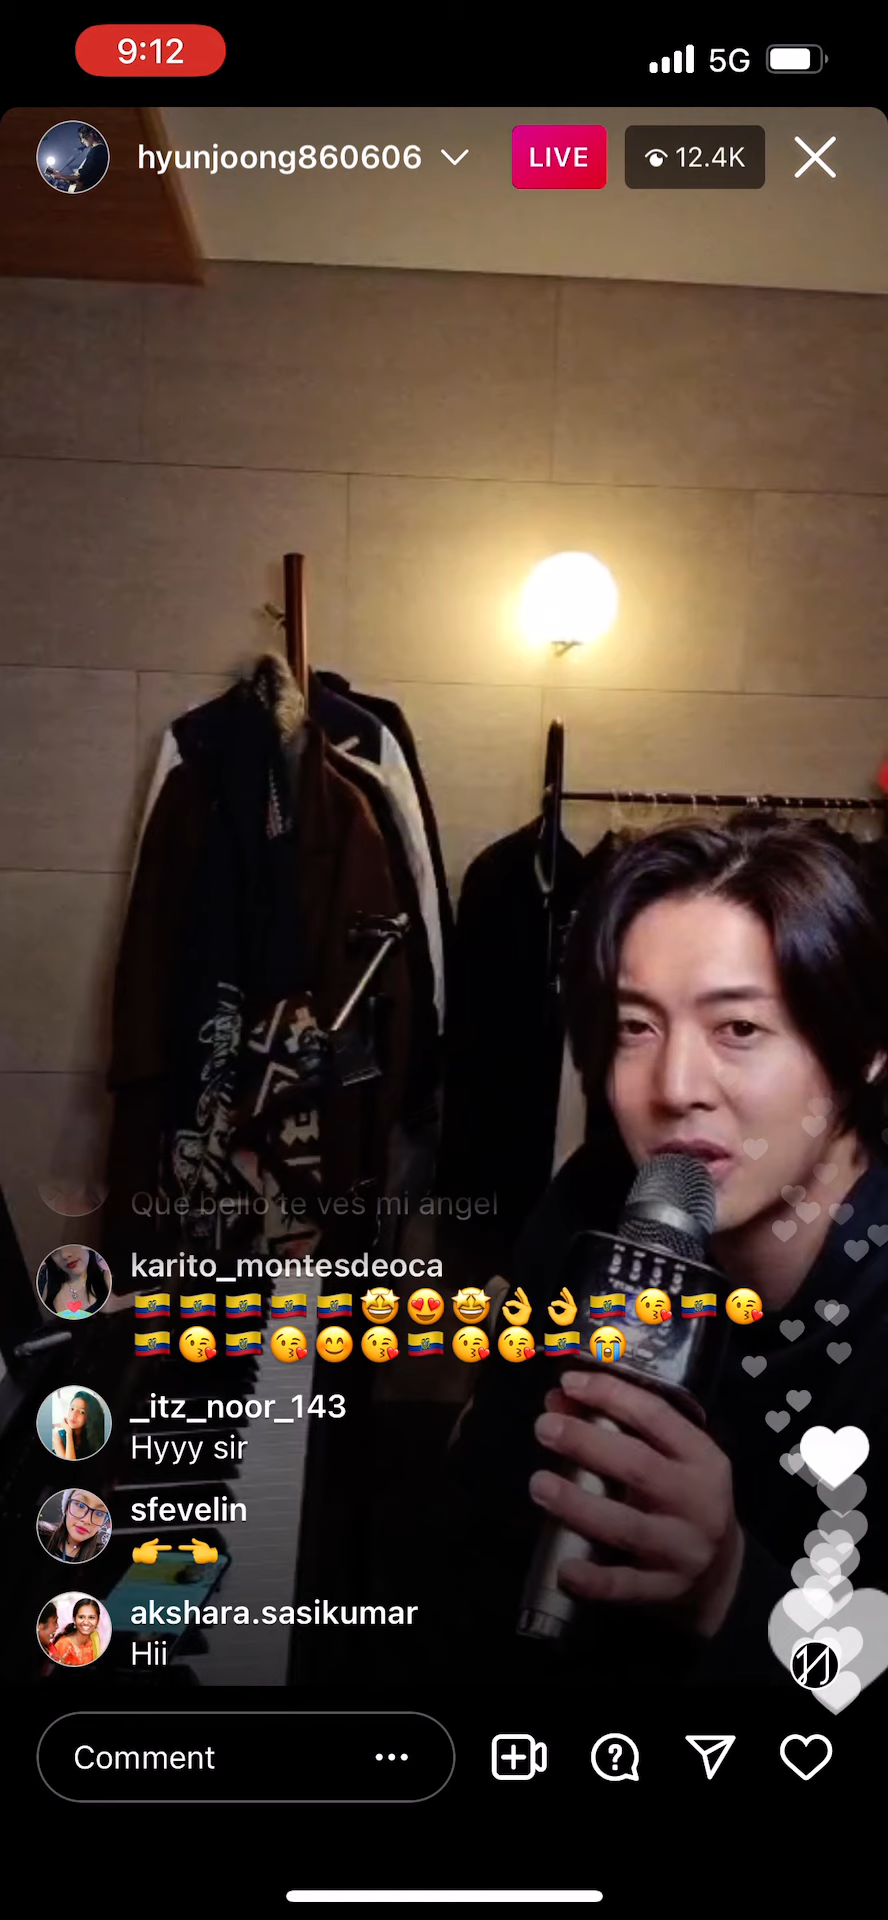 9:12
5G
hyunjoong860606
LIVE
12.4K
Que bello te ves mi ángel
karito_montesdeoca
🇪🇨🇪🇨🇪🇨🇪🇨🇪🇨🤩😍🤩👌👌🇪🇨😘🇪🇨😘
🇪🇨😘🇪🇨😘😊😘🇪🇨😘😘🇪🇨😭
_itz_noor_143
Hyyy sir
sfevelin
👉👈
akshara.sasikumar
Hii
Comment